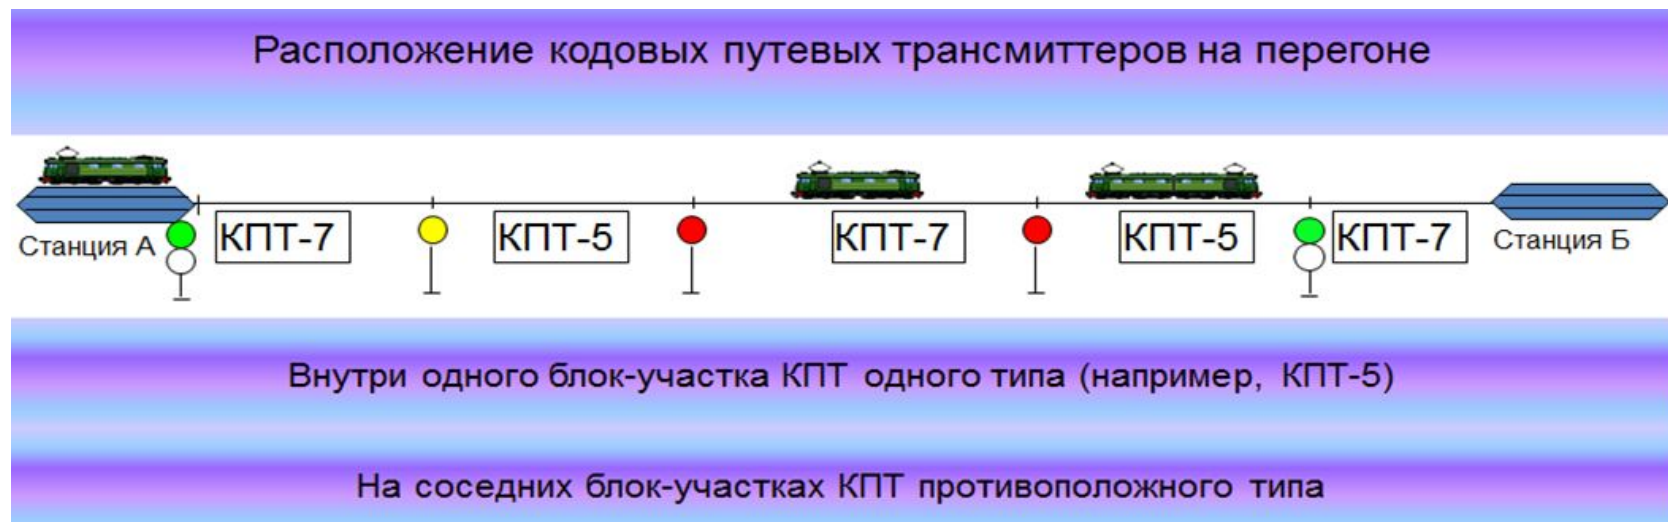 Расположение кодовых путевых трансмиттеров на перегоне
Станция А
КПТ-7
КПТ-5
КПТ-7
КПТ-5
КПТ-7
Станция Б
Внутри одного блок-участка КПТ одного типа (например, КПТ-5)
На соседних блок-участках КПТ противоположного типа